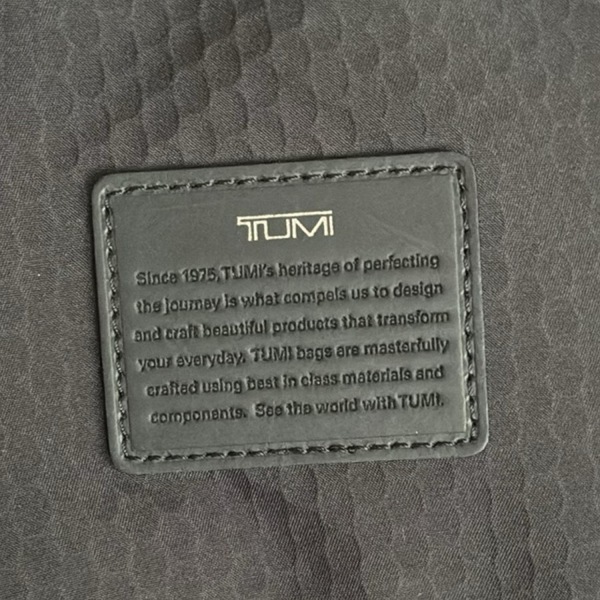 TUMI
Since 1975, TUMI's heritage of perfecting
the journey is what compels us to design
and craft beautiful products that transform
your everyday. TUMI bags are masterfully
crafted using best in class materials and
components. See the world with TUMI.